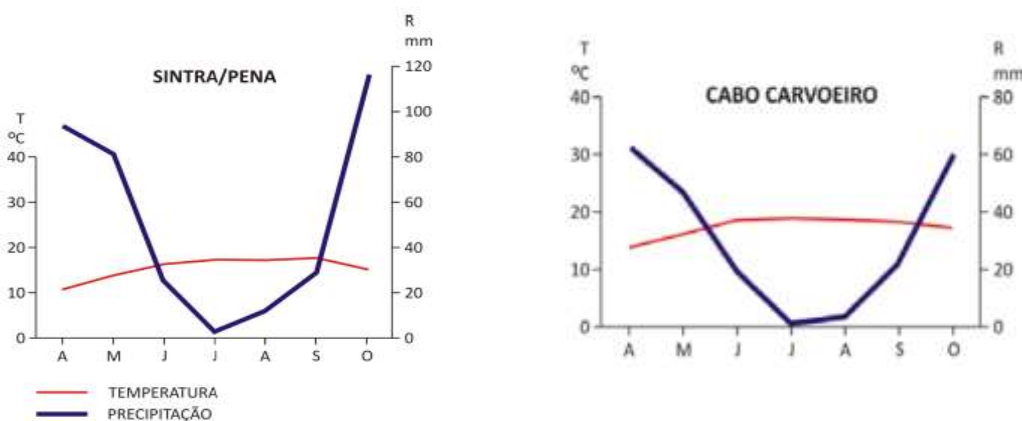 SINTRA/PENA
T
ºC
R
mm
120
100
80
60
40
20
0
40
30
20
10
0
A M J J A S O
TEMPERATURA
PRECIPITAÇÃO
CABO CARVOEIRO
T
ºC
R
mm
40
30
20
10
0
80
60
40
20
0
A M J J A S O